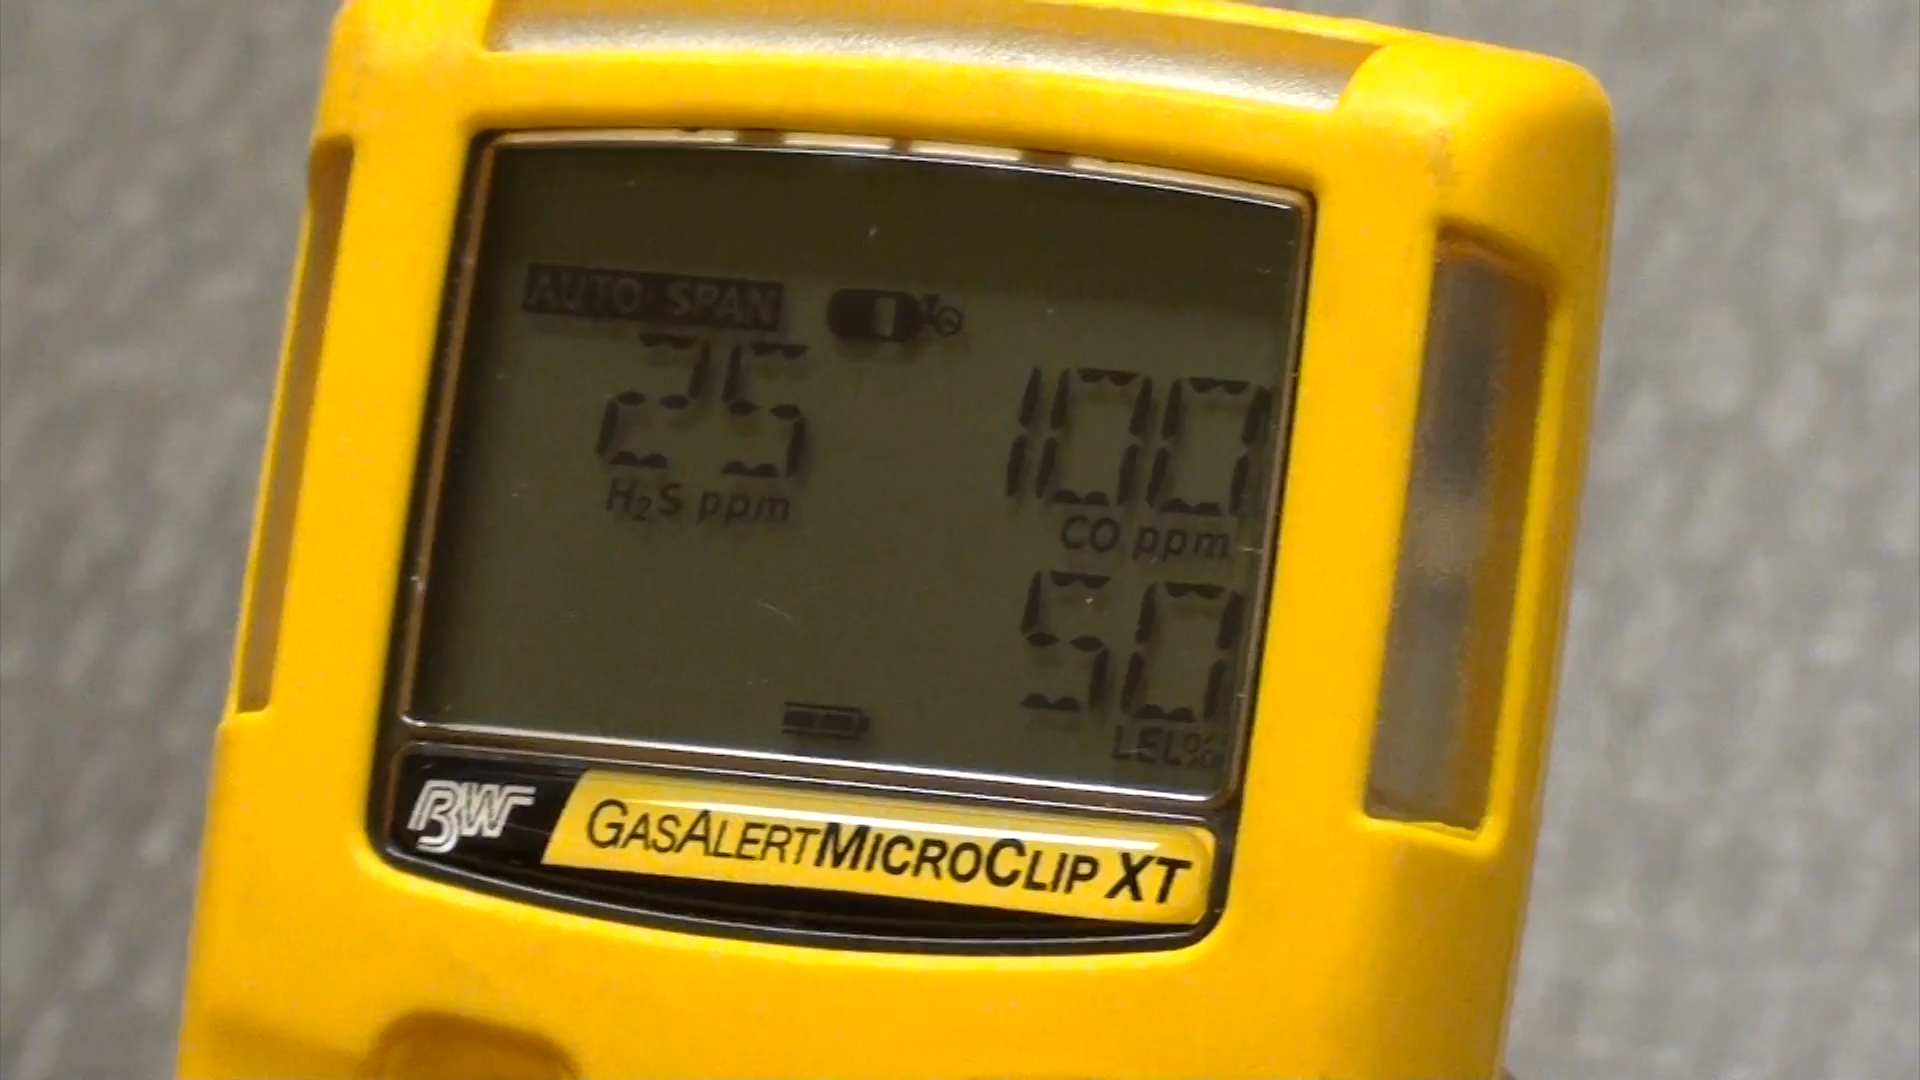 AUTO-SPAN
25 100
H₂S ppm CO ppm
50
LEL%
BW GASALERTMICROCLIP XT